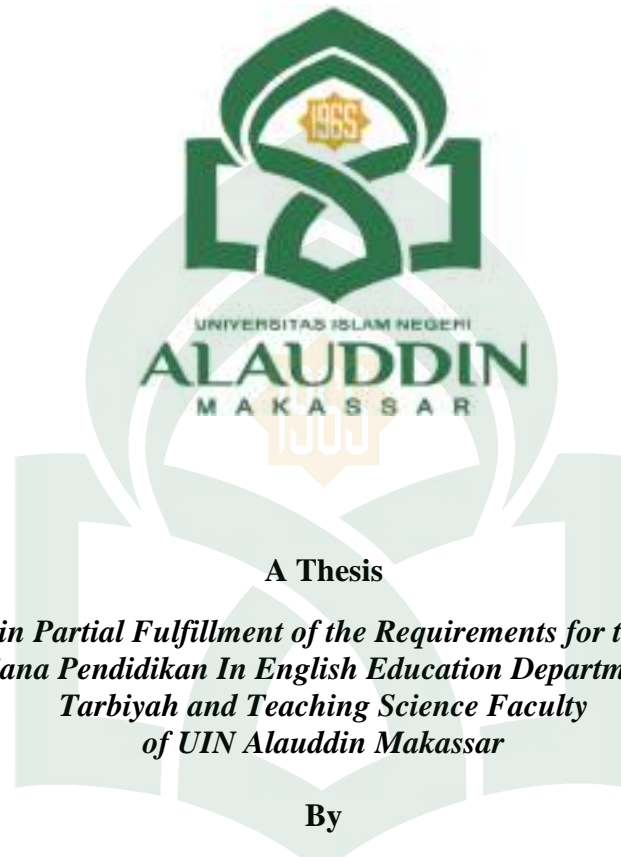 1965
UNIVERSITAS ISLAM NEGERI
ALAUDDIN
MAKASSAR
1965
A Thesis
in Partial Fulfillment of the Requirements for
Pendidikan In English Education
Tarbiyah and Teaching Science Faculty
of UIN Alauddin Makassar
By